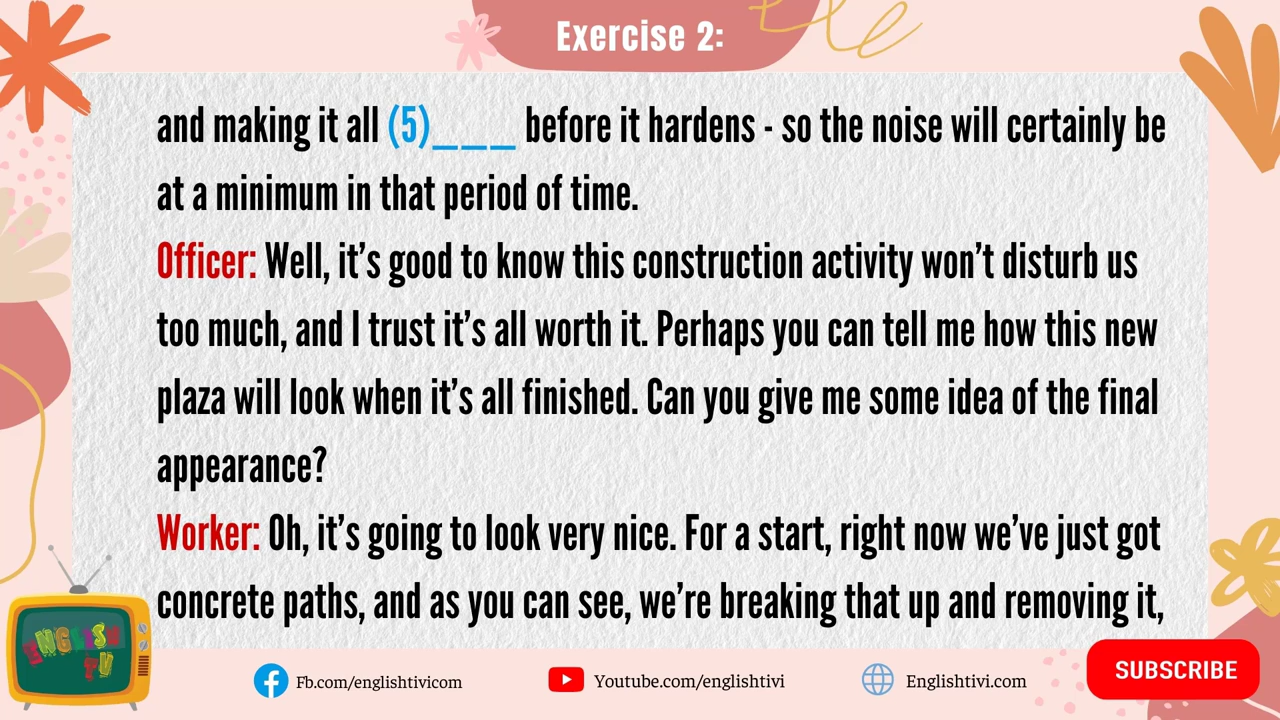 Exercise 2:
and making it all (5)___ before it hardens - so the noise will certainly be
at a minimum in that period of time.
Officer: Well, it’s good to know this construction activity won’t disturb us
too much, and I trust it’s all worth it. Perhaps you can tell me how this new
plaza will look when it’s all finished. Can you give me some idea of the final
appearance?
Worker: Oh, it’s going to look very nice. For a start, right now we’ve just got
concrete paths, and as you can see, we’re breaking that up and removing it,
ENGLISH
TV
Fb.com/englishtivicom
Youtube.com/englishtivi
Englishtivi.com
SUBSCRIBE